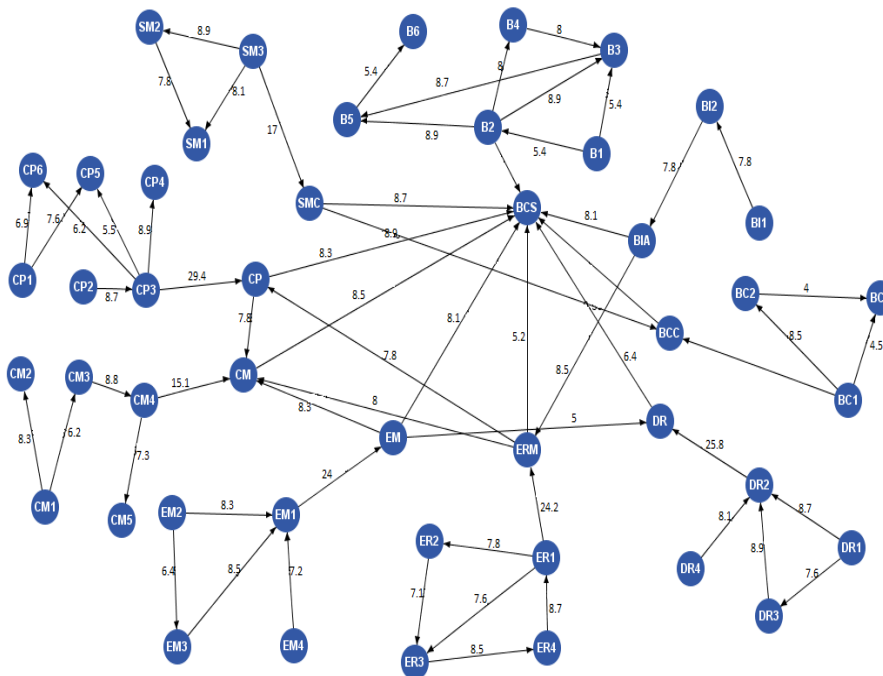 B4
SM2
8.9
B6
8
SM3
B3
5.4
8.7
7.8
8.1
8.9
5.4
BI2
B5
8.9
B2
SM1
17
5.4
B1
7.8
7.8
CP6
CP5
CP4
SMC
8.7
BCS
8.1
BI1
6.9
7.6
5.5
6.2
8.9
8.9
BIA
CP1
CP2
8.7
CP3
29.4
CP
8.3
BC2
4
8.5
8.1
5.2
BCC
8.5
4.5
7.8
7.8
6.4
8.5
CM2
CM3
8.8
CM4
15.1
CM
8
BC1
8.3
6.2
7.3
8.3
EM
5
DR
ERM
25.8
CM1
CM5
EM2
8.3
EM1
24
24.2
DR2
8.7
6.4
8.5
7.2
ER2
7.8
ER1
8.1
8.9
DR1
7.1
7.6
8.7
DR4
7.6
DR3
EM3
EM4
ER3
8.5
ER4